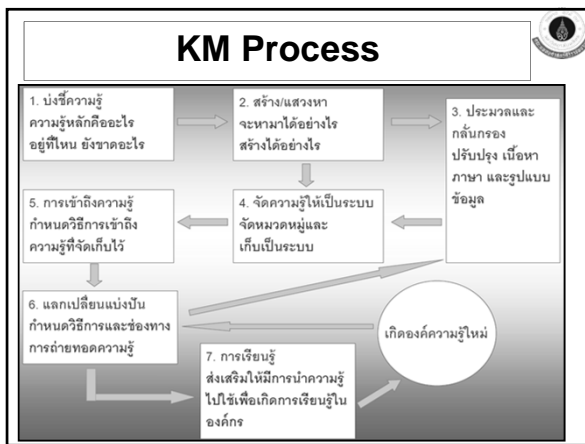 KM Process
1. บ่งชี้ความรู้
ความรู้หลักคืออะไร
อยู่ที่ไหน ยังขาดอะไร
2. สร้าง/แสวงหา
จะหามาได้อย่างไร
สร้างได้อย่างไร
3. ประมวลและ
กลั่นกรอง
ปรับปรุง เนื้อหา
ภาษา และรูปแบบ
ข้อมูล
4. จัดความรู้ให้เป็นระบบ
จัดหมวดหมู่และ
เก็บเป็นระบบ
5. การเข้าถึงความรู้
กำหนดวิธีการเข้าถึง
ความรู้ที่จัดเก็บไว้
6. แลกเปลี่ยนแบ่งปัน
กำหนดวิธีการและช่องทาง
การถ่ายทอดความรู้
7. การเรียนรู้
ส่งเสริมให้มีการนำความรู้
ไปใช้เพื่อเกิดการเรียนรู้ใน
องค์กร
เกิดองค์ความรู้ใหม่